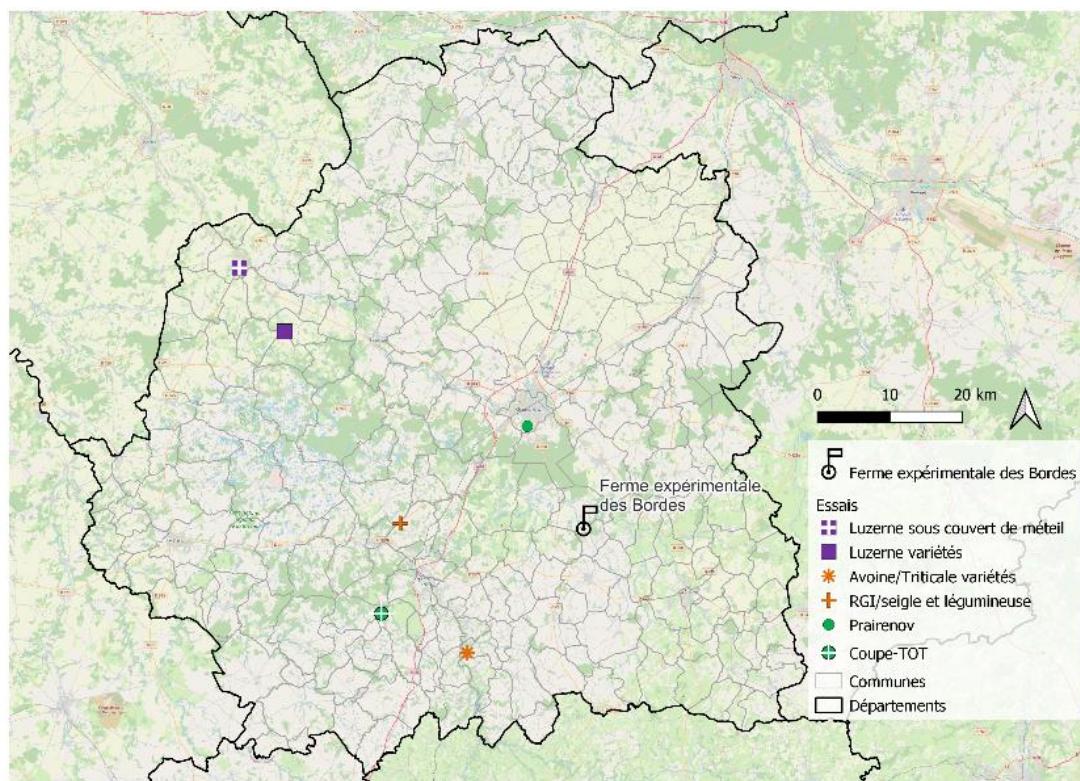 0 10 20 km
Ferme expérimentale
des Bordes
Ferme expérimentale des Bordes
Essais
Luzerne sous couvert de méteil
Luzerne variétés
Avoine/Triticale variétés
RGI/seigle et légumineuse
Prairenov
Coupe-TOT
Communes
Départements